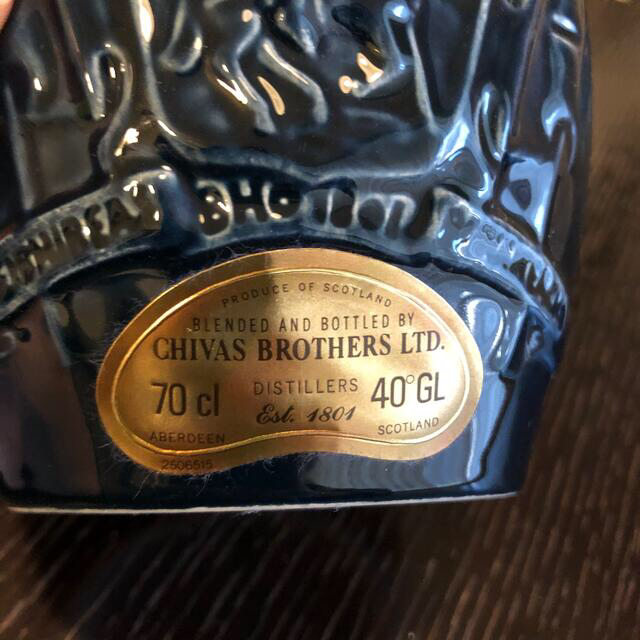 PRODUCE OF SCOTLAND
BLENDED AND BOTTLED BY
CHIVAS BROTHERS LTD.
70 cl DISTILLERS 40°GL
Est. 1801
ABERDEEN SCOTLAND
2506515